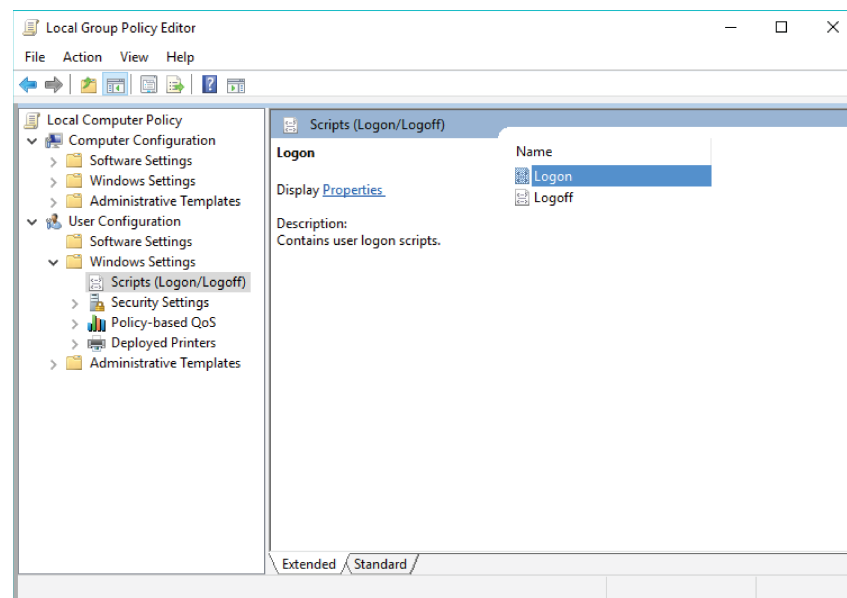 Local Group Policy Editor
File Action View Help
Local Computer Policy
Computer Configuration
Software Settings
Windows Settings
Administrative Templates
User Configuration
Software Settings
Windows Settings
Scripts (Logon/Logoff)
Security Settings
Policy-based QoS
Deployed Printers
Administrative Templates
Scripts (Logon/Logoff)
Logon
Display Properties
Description:
Contains user logon scripts.
Name
Logon
Logoff
Extended Standard